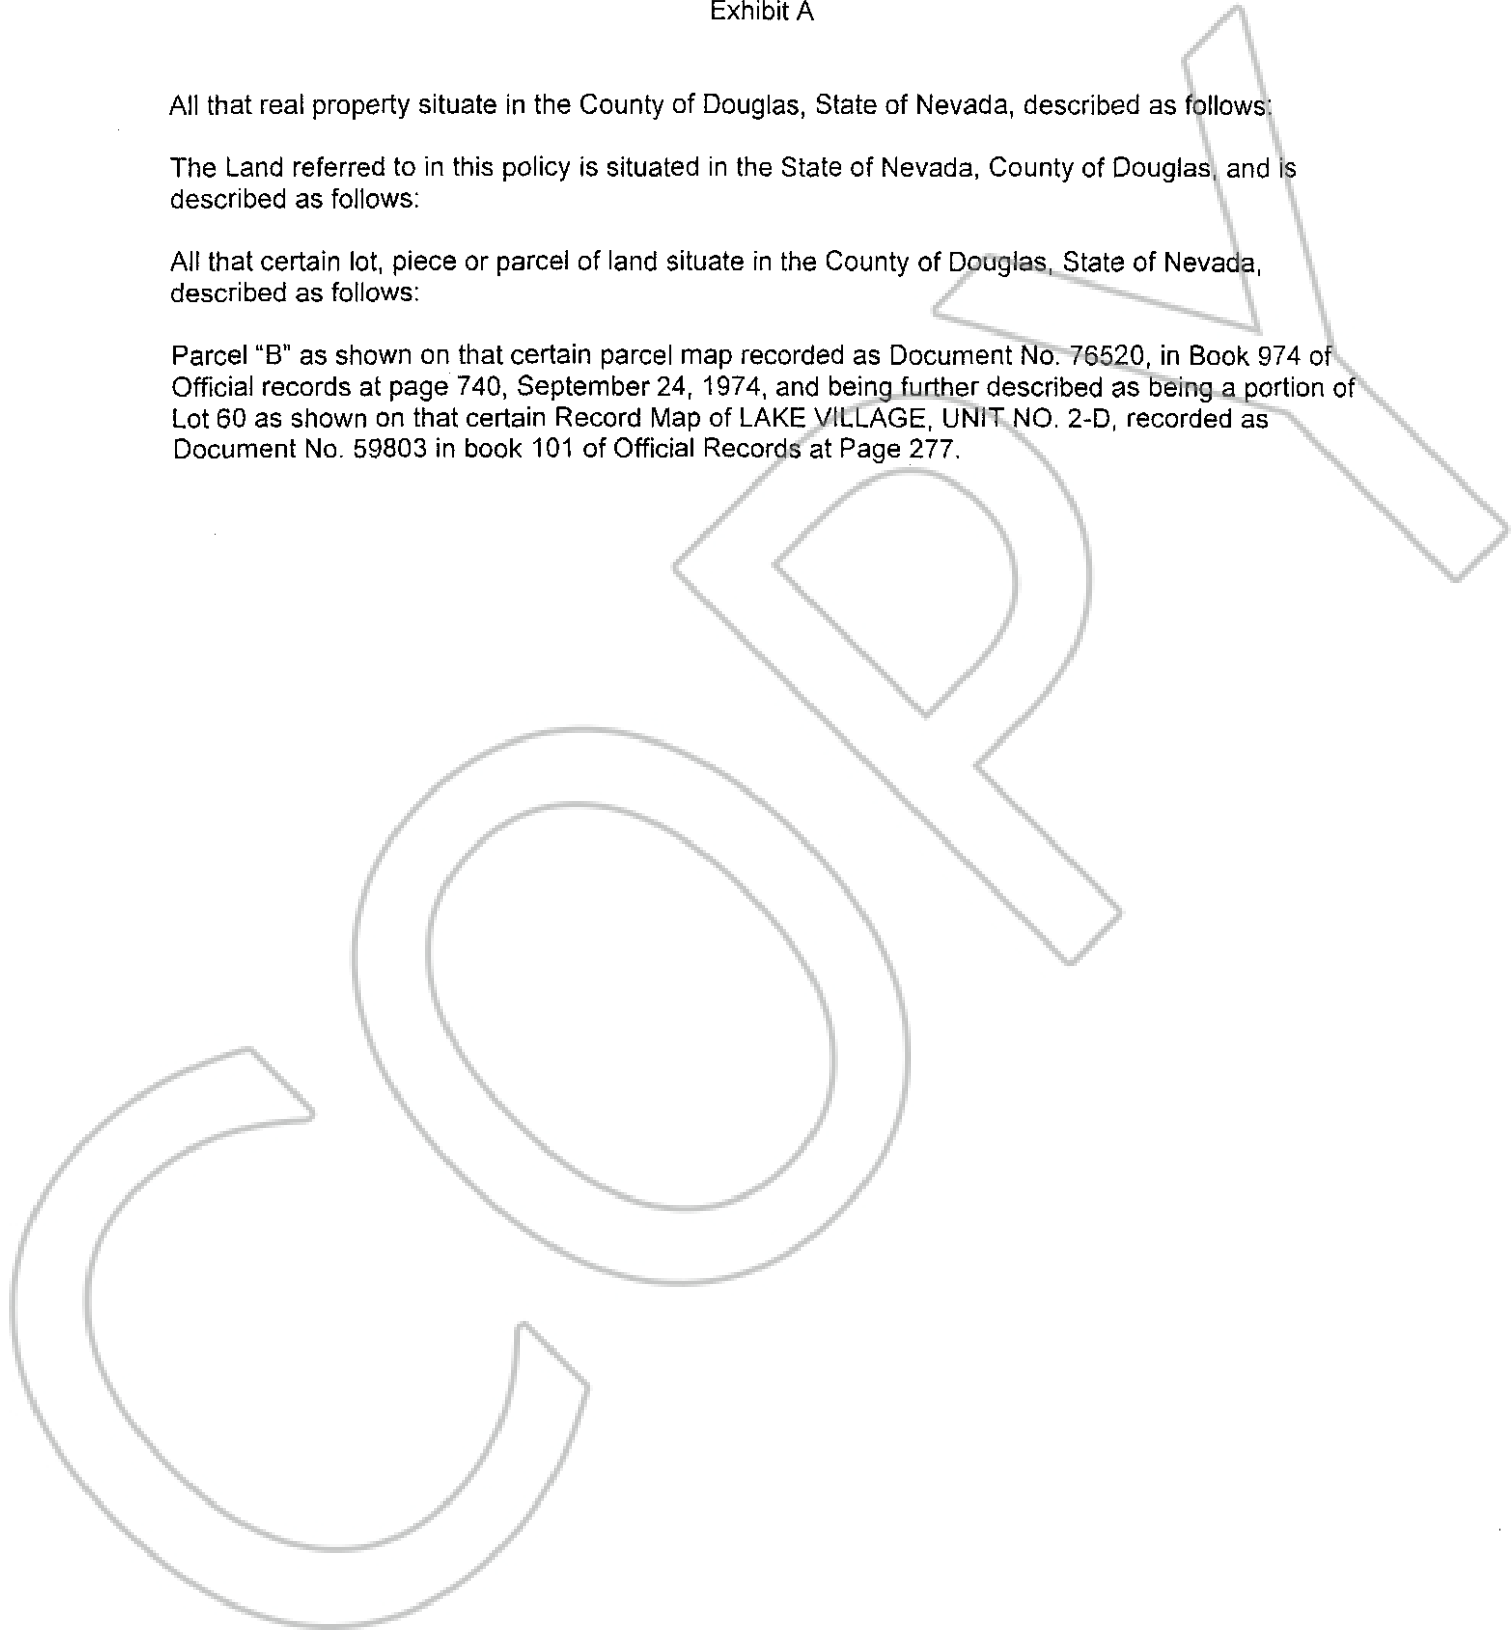 Exhibit A
All that real property situate in the County of Douglas, State of Nevada, described as follows:
The Land referred to in this policy is situated in the State of Nevada, County of Douglas, and is
described as follows:
All that certain lot, piece or parcel of land situate in the County of Douglas, State of Nevada,
described as follows:
Parcel “B” as shown on that certain parcel map recorded as Document No. 76520, in Book 974 of
Official records at page 740, September 24, 1974, and being further described as being a portion of
Lot 60 as shown on that certain Record Map of LAKE VILLAGE, UNIT NO. 2-D, recorded as
Document No. 59803 in book 101 of Official Records at Page 277.
COPY